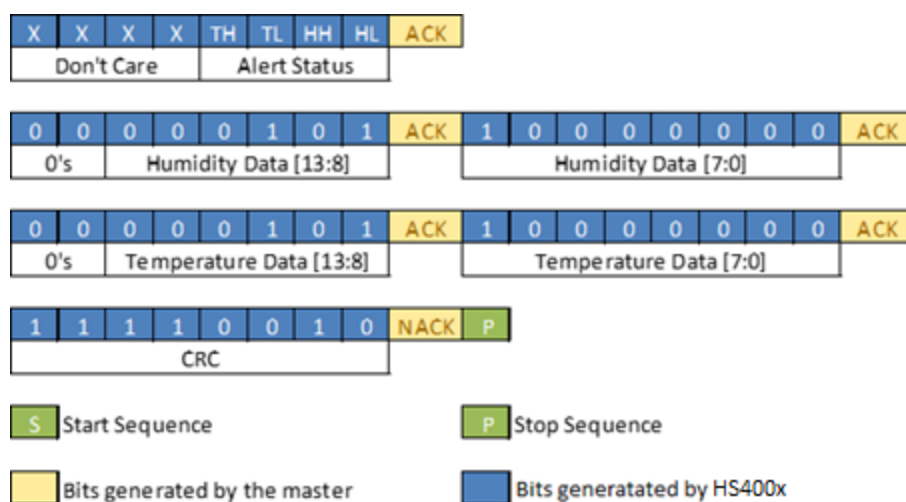 X X X X TH TL HH HL ACK
Don't Care Alert Status
0 0 0 0 0 1 0 1 ACK 1 0 0 0 0 0 0 0 ACK
0's Humidity Data [13:8] Humidity Data [7:0]
0 0 0 0 0 1 0 1 ACK 1 0 0 0 0 0 0 0 ACK
0's Temperature Data [13:8] Temperature Data [7:0]
1 1 1 1 0 0 1 0 NACK P
CRC
S Start Sequence P Stop Sequence
Bits generated by the master Bits generatated by HS400x